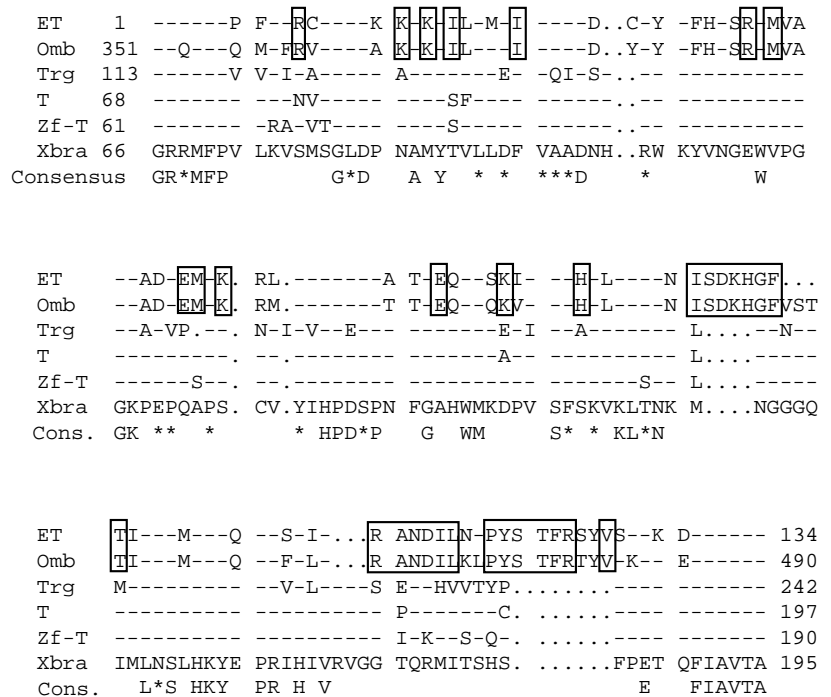 ET 1 -------P F--RC----K K-K-IL-M-I ----D..C-Y -FH-SR-MVA
Omb 351 --Q---Q M-FRV----A K-K-IL---I ----D..Y-Y -FH-SR-MVA
Trg 113 ------V V-I-A----- A-------E- -QI-S-..-- ----------
T 68 ------- ---NV----- ----SF---- ------..-- ----------
Zf-T 61 ------- -RA-VT---- ----S----- ------..-- ----------
Xbra 66 GRRMFPV LKVSMSGLDP NAMYTVLLDF VAADNH..RW KYVNGEWVPG
Consensus GR*MFP G*D A Y * * ***D * W
ET --AD-EM-K. RL.-------A T-EQ--SKI- --H-L----N ISDKHGF...
Omb --AD-EM-K. RM.-------T T-EQ--QKV- --H-L----N ISDKHGFVST
Trg --A-VP.--- N-I-V--E--- --------E-I --A------- L....--N--
T ---------. --.------- --------A-- ---------- L....-----
Zf-T ------S--. --.------- ---------- -------S-- L....-----
Xbra GKPEPQAPS. CV.YIHPDSPN FGAHWMKDPV SFSKVKLTNK M....NGGGQ
Cons. GK ** * * HPD*P G WM S* * KL*N
ET TI---M---Q --S-I-...R ANDILN-PYS TFRSYVS--K D------ 134
Omb TI---M---Q --F-L-...R ANDILKLPYS TFRTYV-K--- E------ 490
Trg M--------- --V-L----S E--HVVTYP. ........-- ------- 242
T ---------- ---------- P-------C. ........-- ------- 197
Zf-T ---------- ---------- I-K--S-Q-. ........-- ------- 190
Xbra IMLNSLHKYE PRIHIVRVGG TQRMITSHS. ......FPET QFIAVTA 195
Cons. L*S HKY PR H V E FIAVTA